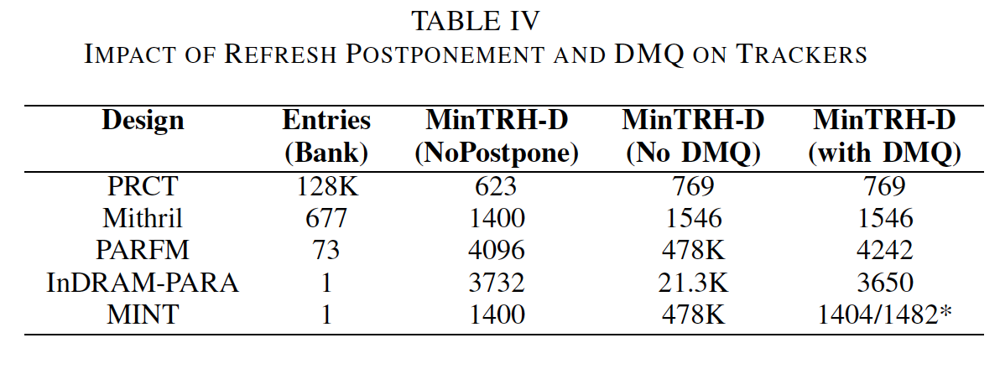 TABLE IV
IMPACT OF REFRESH POSTPONEMENT AND DMQ ON TRACKERS
Design Entries MinTRH-D MinTRH-D MinTRH-D
(Bank) (NoPostpone) (No DMQ) (with DMQ)
PRCT 128K 623 769 769
Mithril 677 1400 1546 1546
PARFM 73 4096 478K 4242
InDRAM-PARA 1 3732 21.3K 3650
MINT 1 1400 478K 1404/1482*